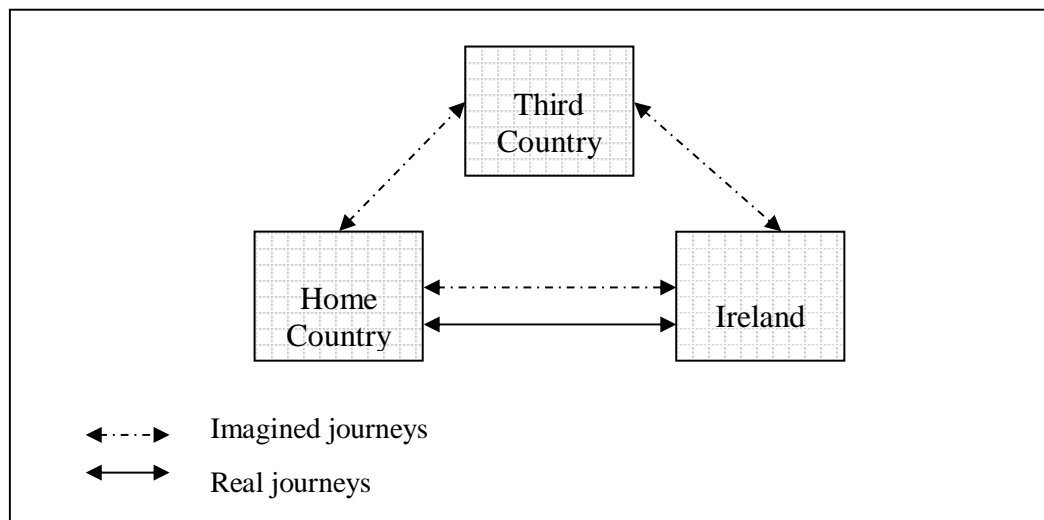 Third
Country
Home
Country
Ireland
Imagined journeys
Real journeys